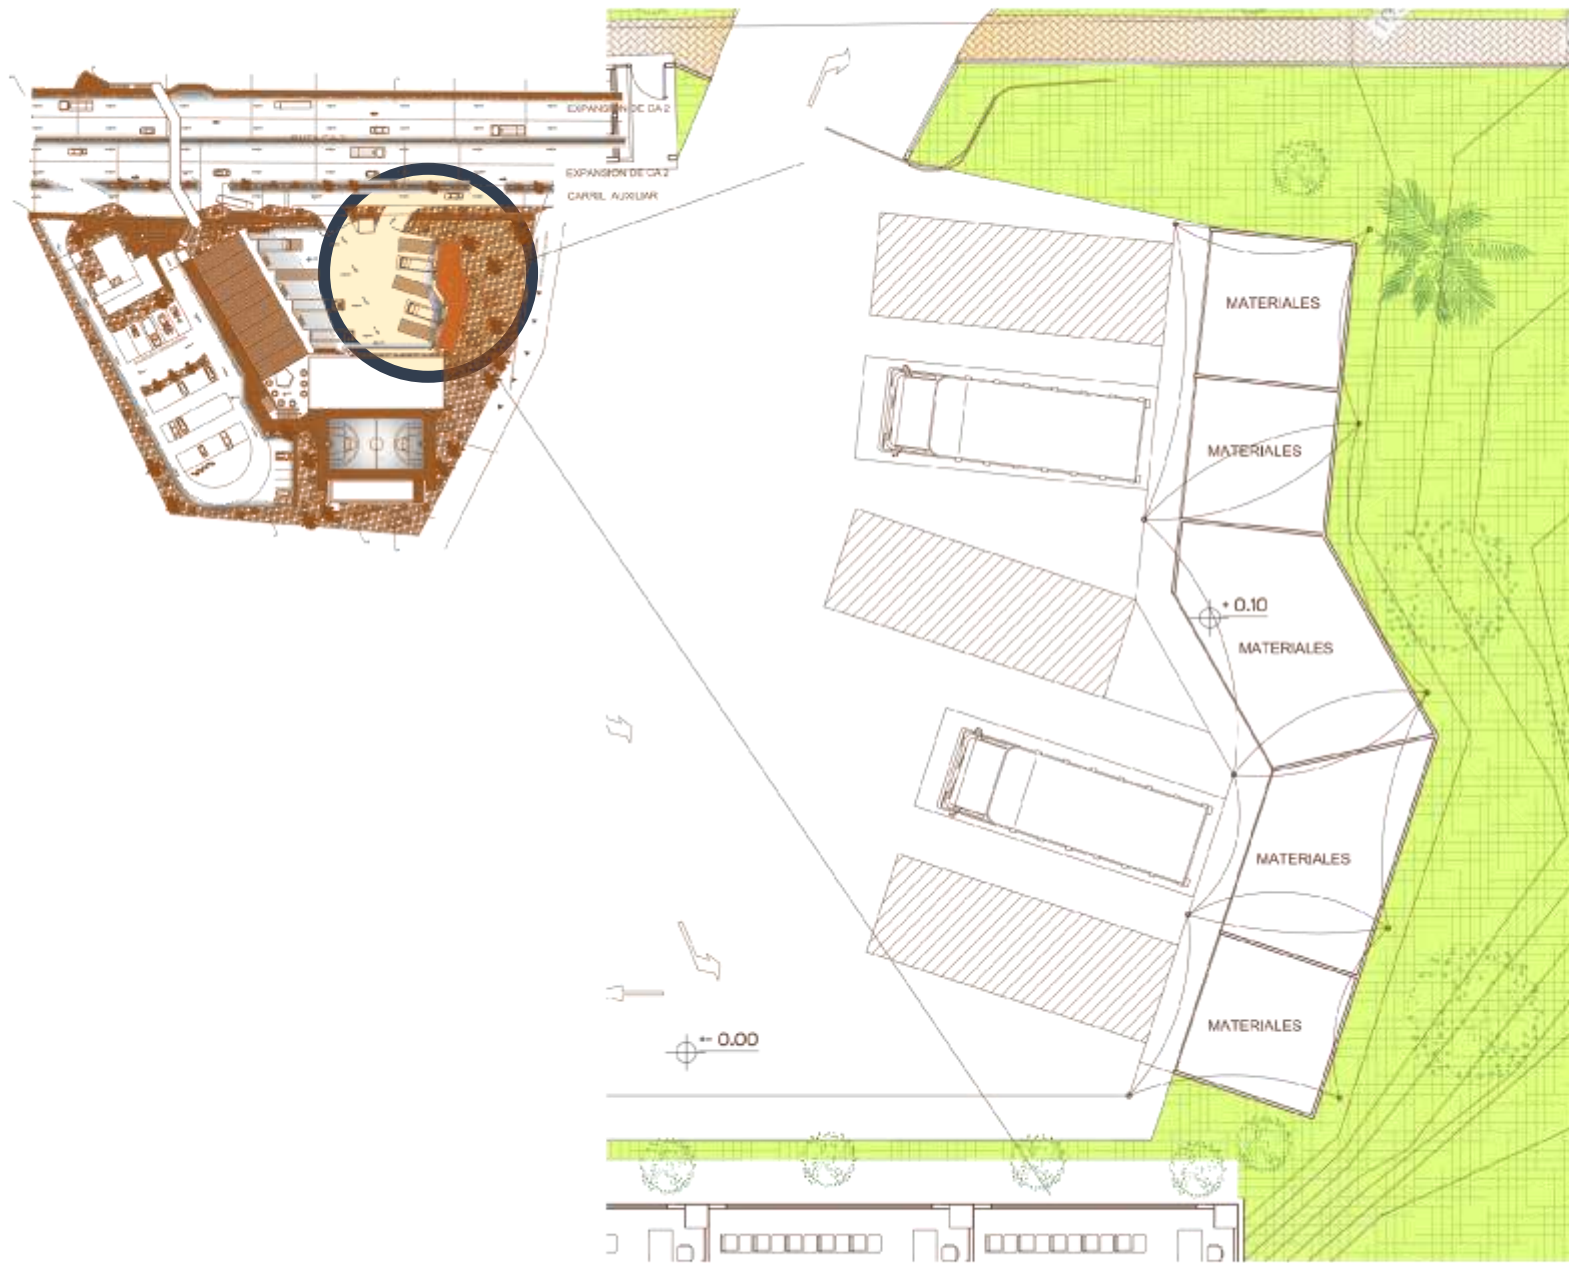 EXPANSION DE CA 2
EXPANSION DE CA 2
CARRIL AUXILIAR
MATERIALES
MATERIALES
+ 0.10
MATERIALES
MATERIALES
MATERIALES
+- 0.00